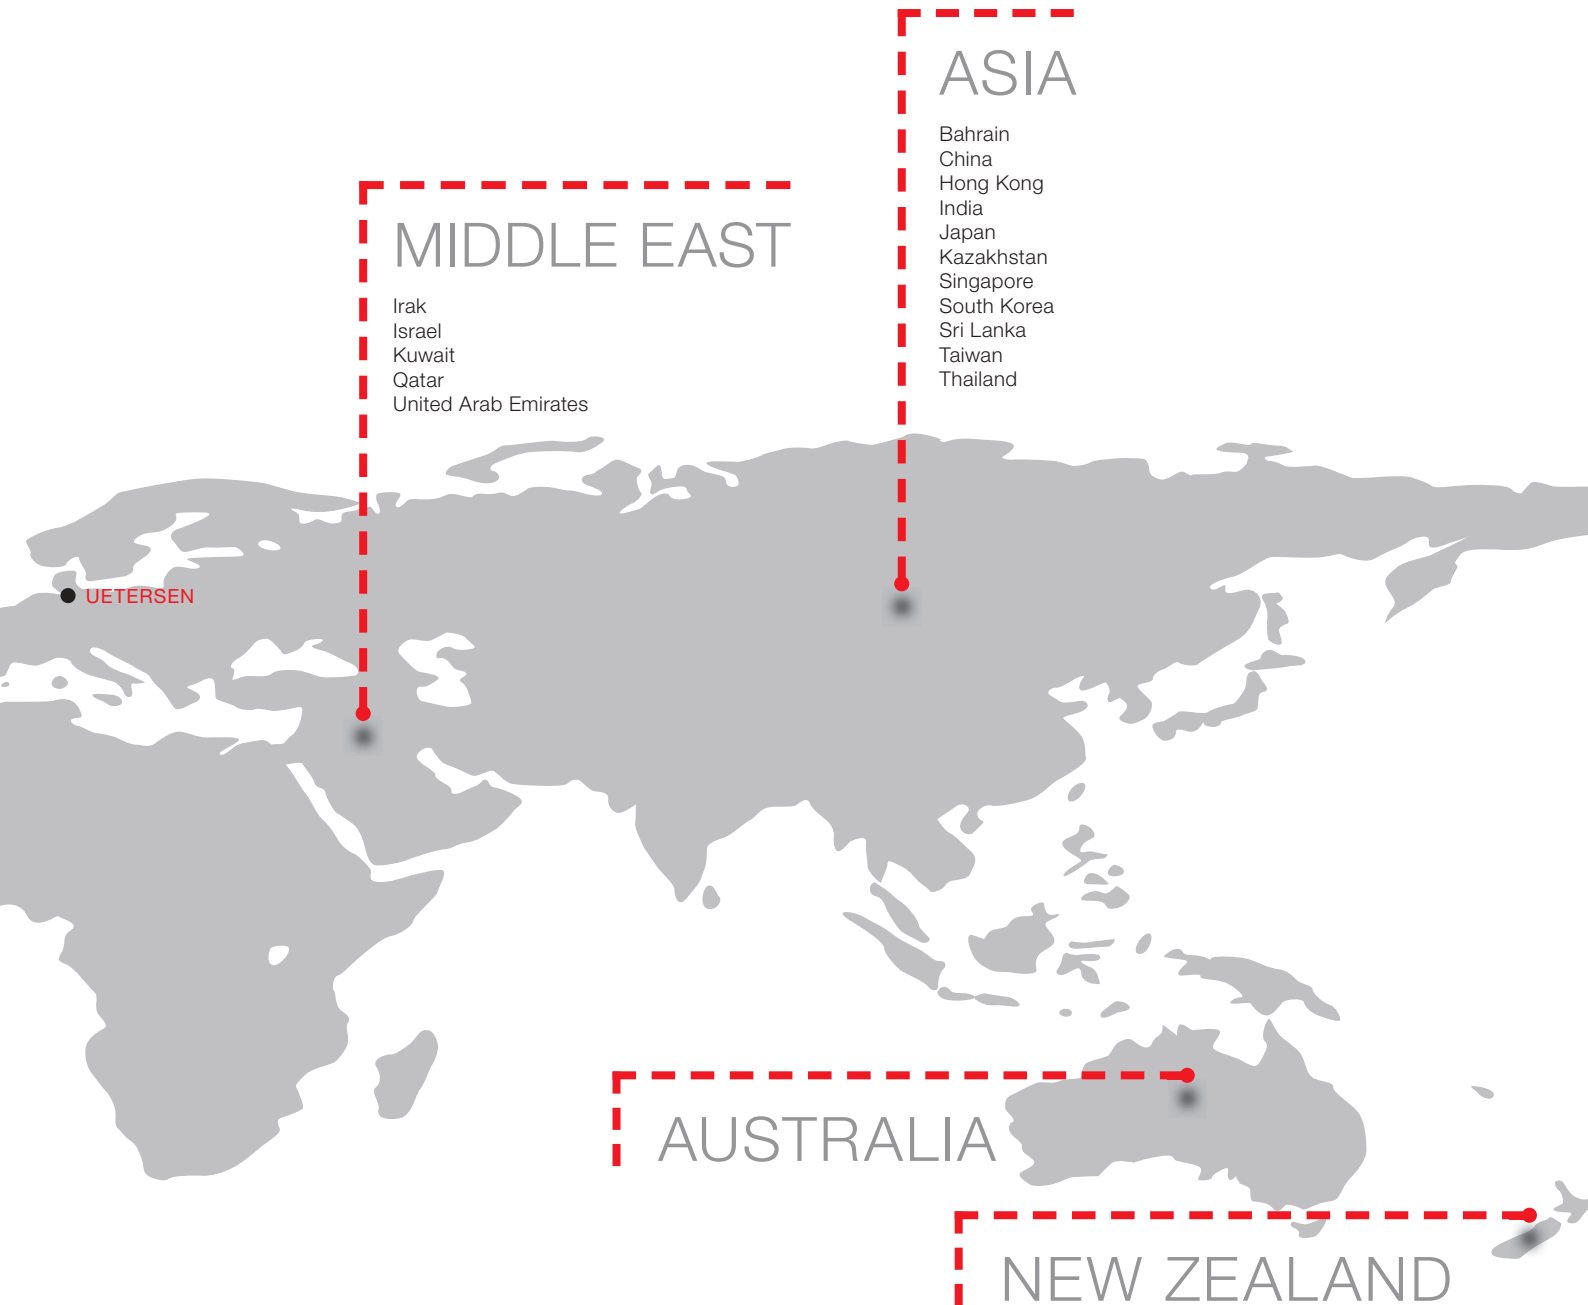 ASIA
Bahrain
China
Hong Kong
India
Japan
Kazakhstan
Singapore
South Korea
Sri Lanka
Taiwan
Thailand
MIDDLE EAST
Irak
Israel
Kuwait
Qatar
United Arab Emirates
UETERSEN
AUSTRALIA
NEW ZEALAND